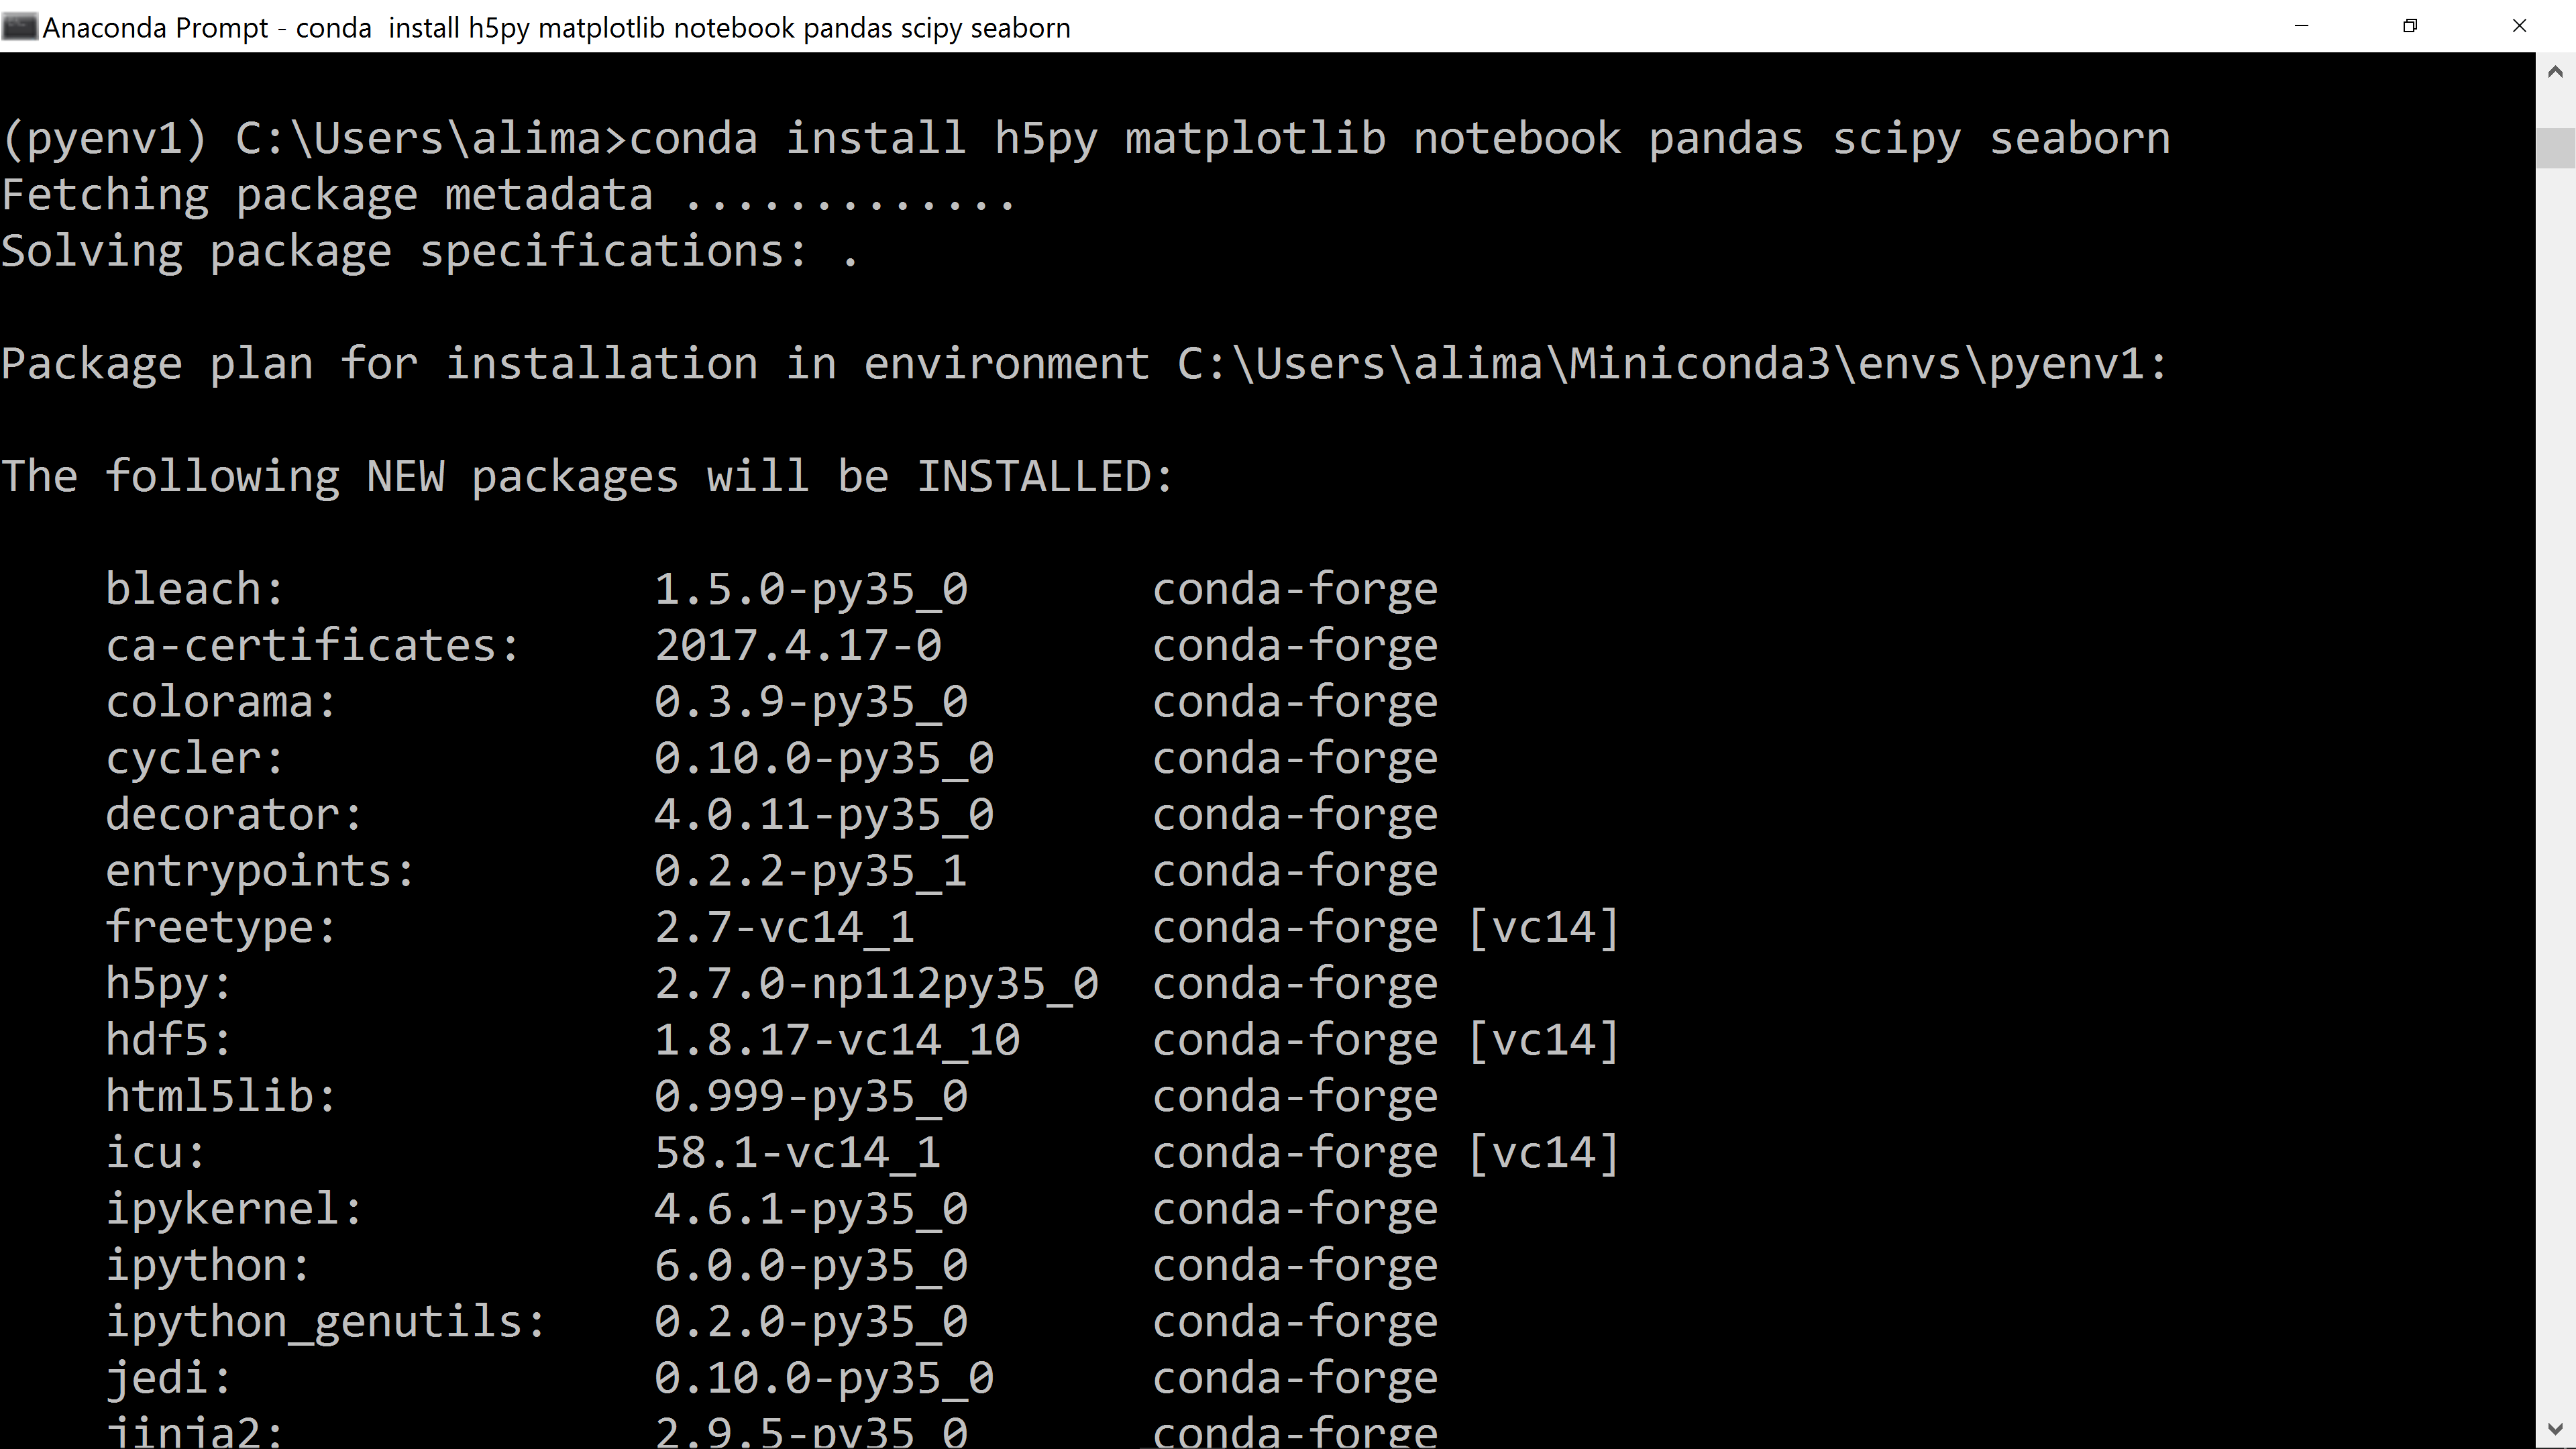 Anaconda Prompt - conda  install h5py matplotlib notebook pandas scipy seaborn
(pyenv1) C:\Users\alima>conda install h5py matplotlib notebook pandas scipy seaborn
Fetching package metadata .............
Solving package specifications: .
Package plan for installation in environment C:\Users\alima\Miniconda3\envs\pyenv1:
The following NEW packages will be INSTALLED:
bleach: 1.5.0-py35_0 conda-forge
ca-certificates: 2017.4.17-0 conda-forge
colorama: 0.3.9-py35_0 conda-forge
cycler: 0.10.0-py35_0 conda-forge
decorator: 4.0.11-py35_0 conda-forge
entrypoints: 0.2.2-py35_1 conda-forge
freetype: 2.7-vc14_1 conda-forge [vc14]
h5py: 2.7.0-np112py35_0 conda-forge
hdf5: 1.8.17-vc14_10 conda-forge [vc14]
html5lib: 0.999-py35_0 conda-forge
icu: 58.1-vc14_1 conda-forge [vc14]
ipykernel: 4.6.1-py35_0 conda-forge
ipython: 6.0.0-py35_0 conda-forge
ipython_genutils: 0.2.0-py35_0 conda-forge
jedi: 0.10.0-py35_0 conda-forge
jinja2: 2.9.5-py35_0 conda-forge